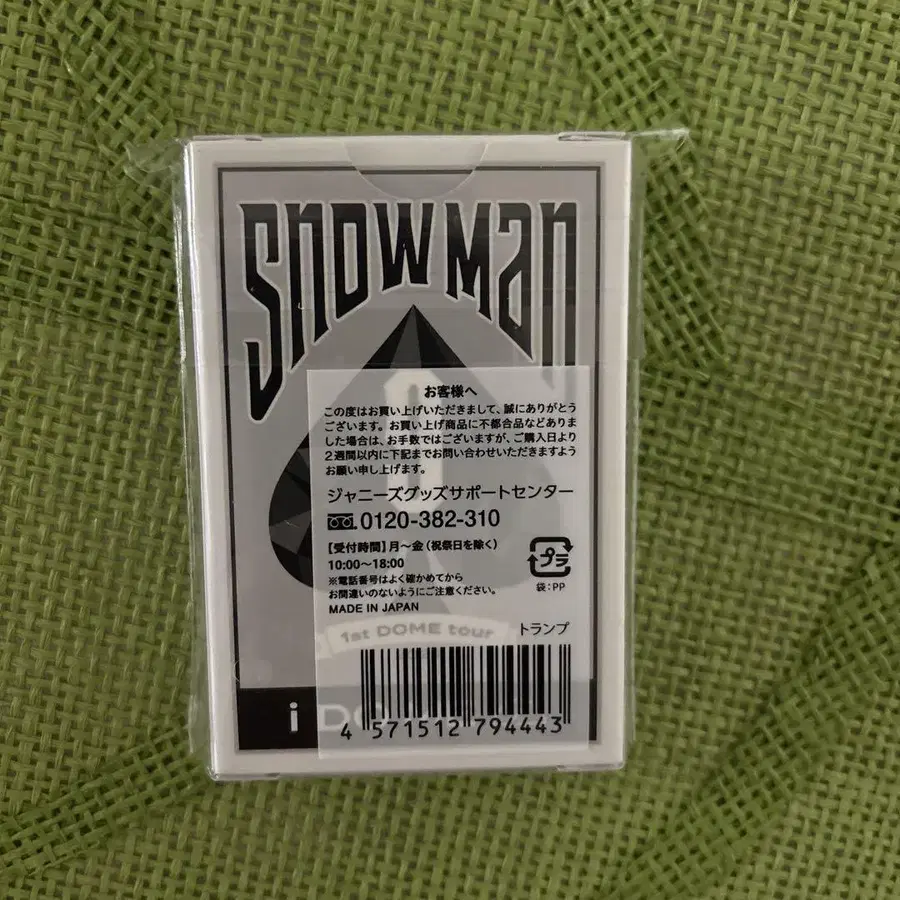 SNOW MAN
お客様へ
この度はお買い上げいただきまして、誠にありがとう
ございます。お買い上げ商品に不都合品などありま
した場合は、お手数ではございますが、ご購入日より
2週間以内に下記までお問い合わせいただきますよう
お願い申し上げます。
ジャニーズグッズサポートセンター
0120-382-310
【受付時間】月〜金（祝祭日を除く）
10:00〜18:00
※電話番号はよく確かめてから
お間違いのないようにご注意ください。
MADE IN JAPAN
プラ
袋：PP
1st DOME tour
トランプ
i DO
4 571512 794443